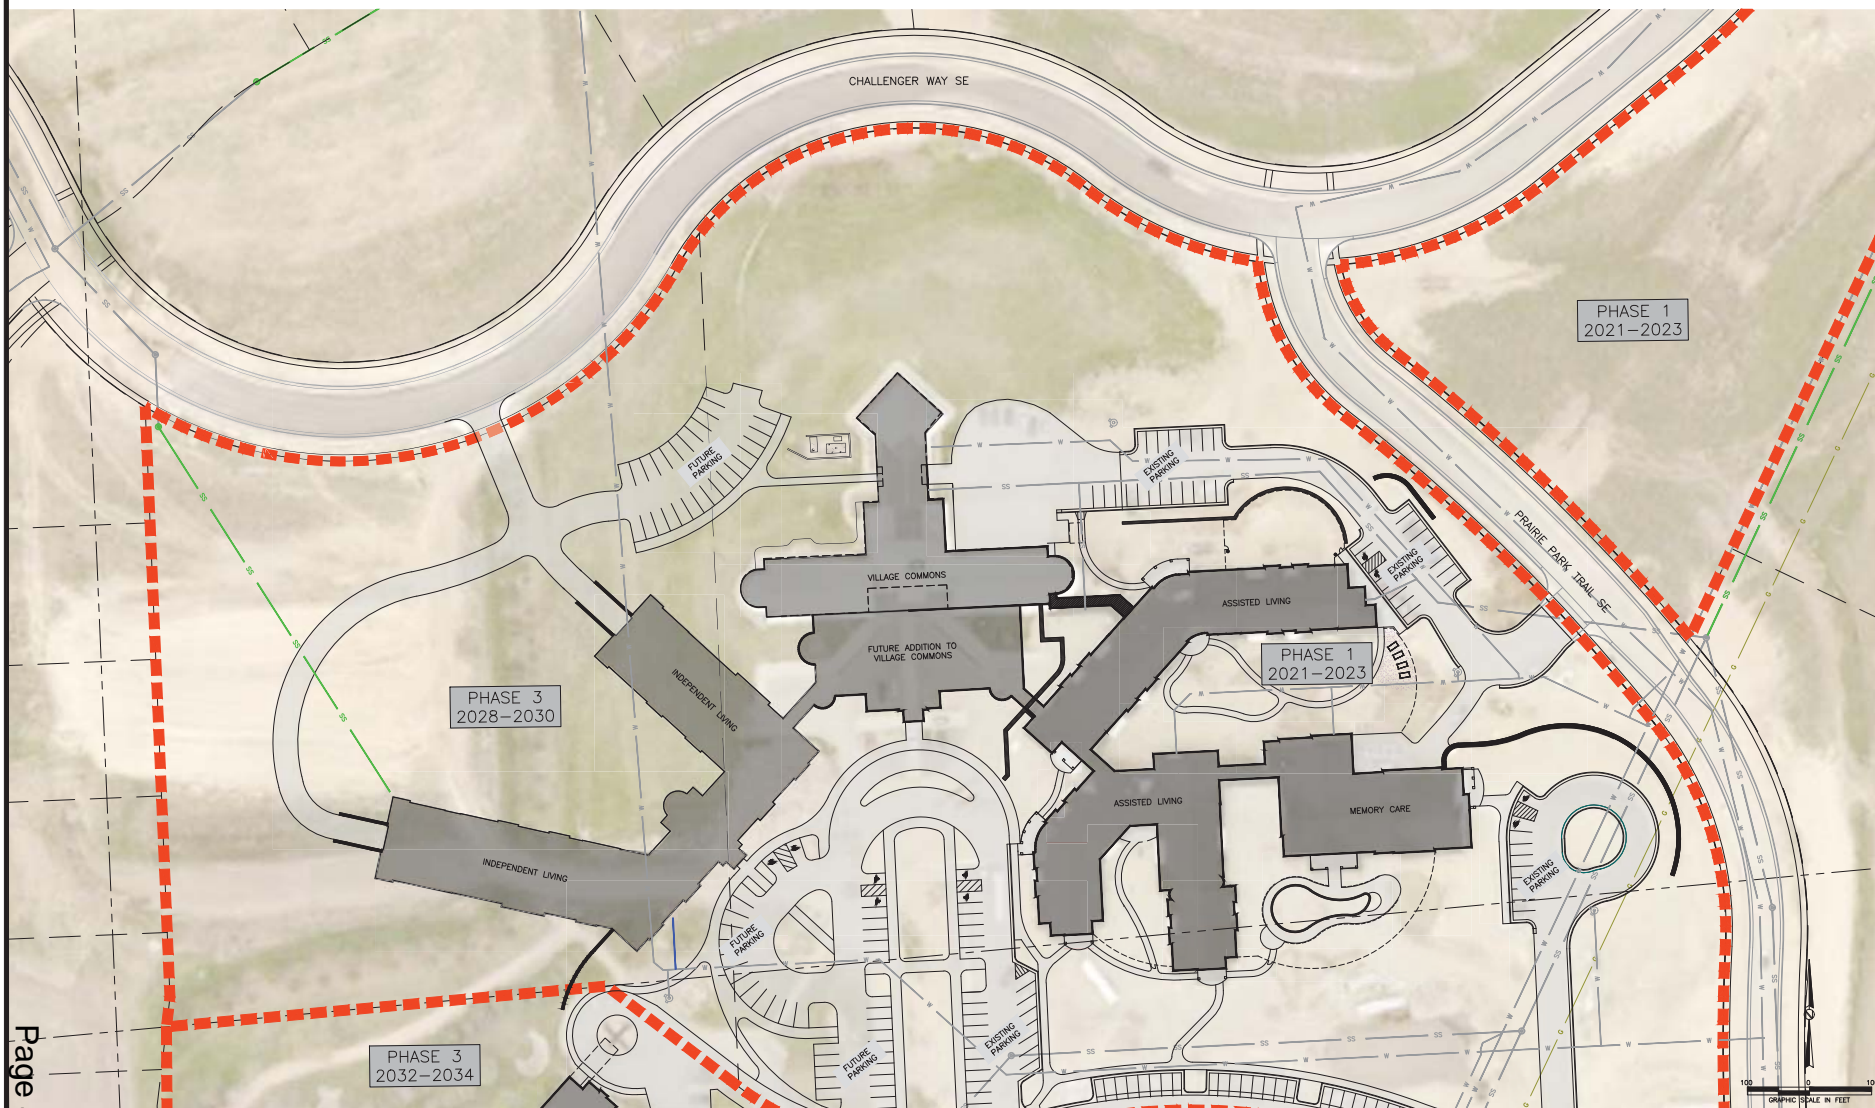 CHALLENGER WAY SE
PHASE 1
2021-2023
FUTURE
PARKING
EXISTING
PARKING
PRAIRIE PARK TRAIL SE
EXISTING
PARKING
VILLAGE COMMONS
ASSISTED LIVING
FUTURE ADDITION TO
VILLAGE COMMONS
PHASE 1
2021-2023
INDEPENDENT LIVING
PHASE 3
2028-2030
ASSISTED LIVING
MEMORY CARE
INDEPENDENT LIVING
EXISTING
PARKING
FUTURE
PARKING
EXISTING
PARKING
FUTURE
PARKING
PHASE 3
2032-2034
Page
100 0 10
GRAPHIC SCALE IN FEET